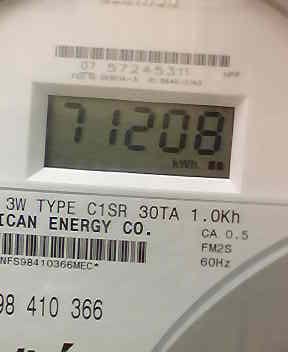 07 57245311
71208
kWh
3W TYPE C1SR 30TA 1.0Kh
ICAN ENERGY CO.
CA 0.5
FM2S
60Hz
NFS98410366MEC*
98 410 366